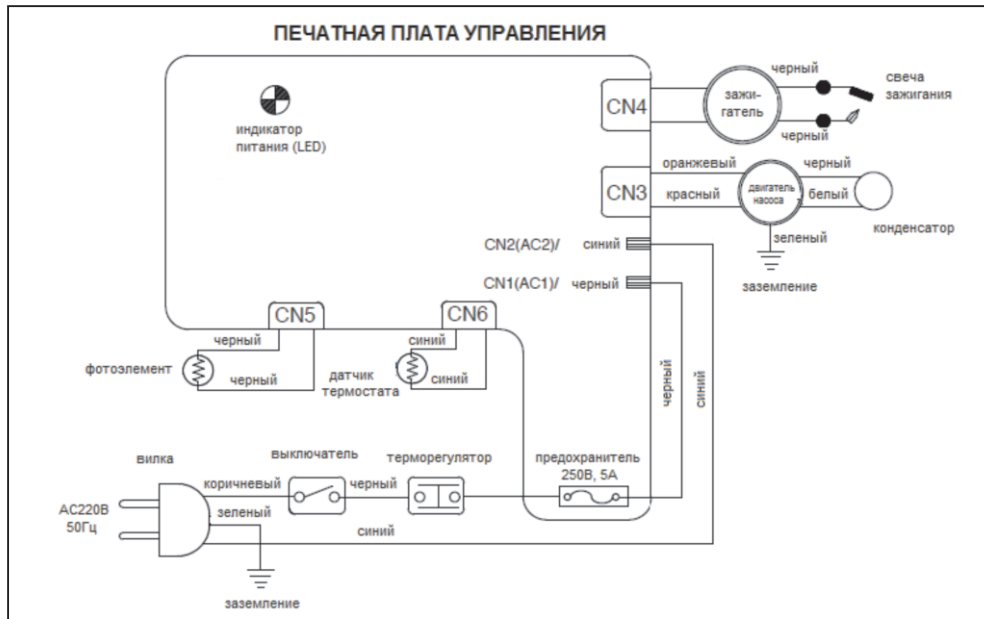 ПЕЧАТНАЯ ПЛАТА УПРАВЛЕНИЯ
индикатор
питания (LED)
CN4
зажи-
гатель
черный
черный
свеча
зажигания
CN3
оранжевый
красный
двигатель
насоса
черный
белый
конденсатор
зеленый
заземление
CN2(AC2)/ синий
CN1(AC1)/ черный
CN5
черный
черный
фотоэлемент
CN6
синий
синий
датчик
термостата
черный
синий
вилка
AC220В
50Гц
коричневый
зеленый
синий
заземление
выключатель
черный
терморегулятор
предохранитель
250В, 5А